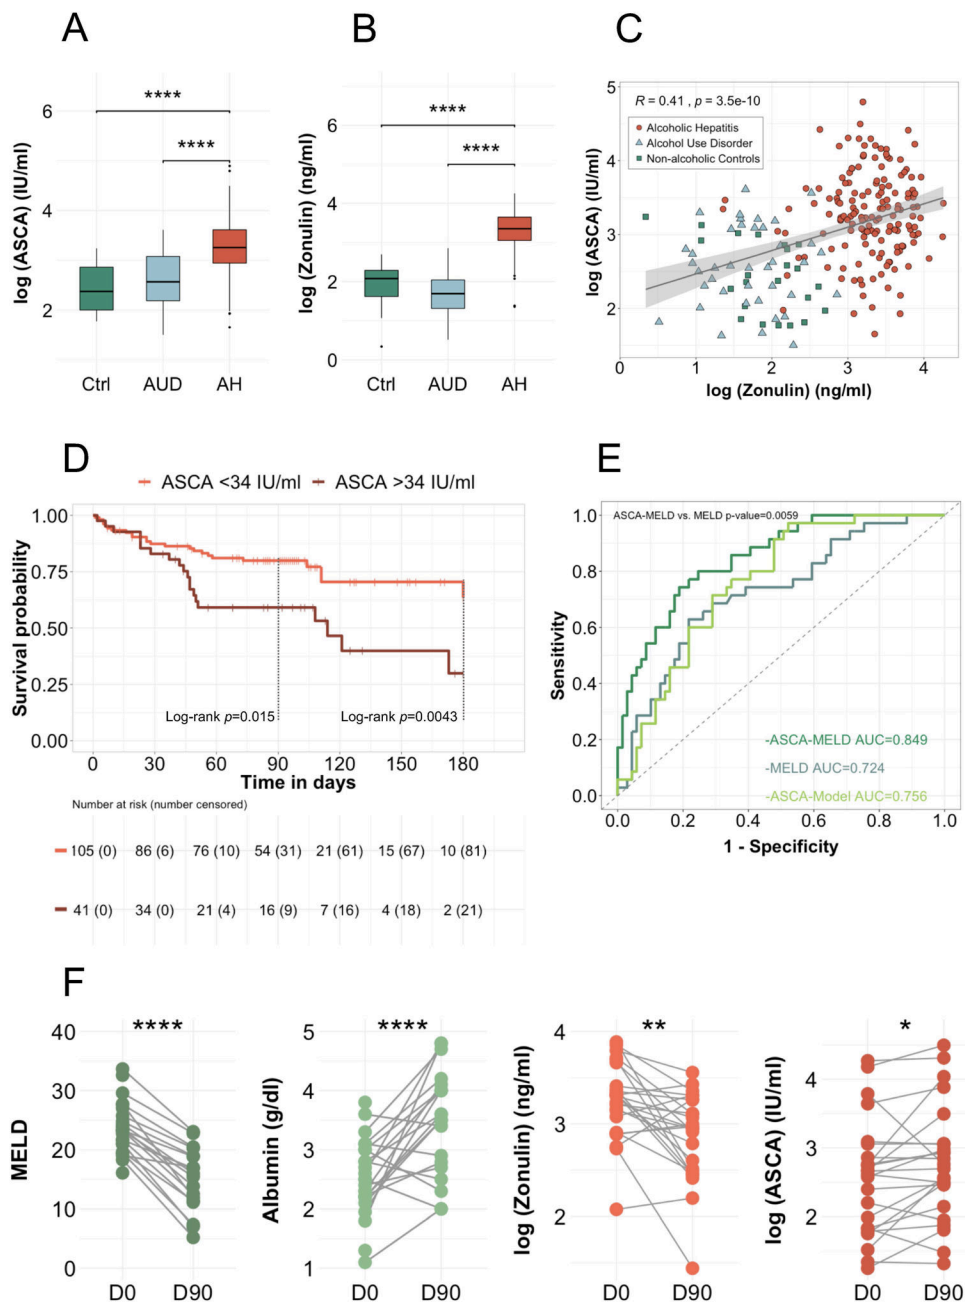 A
log (ASCA) (IU/ml)
6
4
2
****
****
Ctrl AUD AH
B
log (Zonulin) (ng/ml)
6
4
2
0
****
****
Ctrl AUD AH
C
log (ASCA) (IU/ml)
5
4
3
2
R = 0.41 , p = 3.5e-10
Alcoholic Hepatitis
Alcohol Use Disorder
Non-alcoholic Controls
0 1 2 3 4
log (Zonulin) (ng/ml)
D
ASCA <34 IU/ml ASCA >34 IU/ml
Survival probability
1.00
0.75
0.50
0.25
0.00
Log-rank p=0.015 Log-rank p=0.0043
0 30 60 90 120 150 180
Time in days
Number at risk (number censored)
105 (0) 86 (6) 76 (10) 54 (31) 21 (61) 15 (67) 10 (81)
41 (0) 34 (0) 21 (4) 16 (9) 7 (16) 4 (18) 2 (21)
E
Sensitivity
1.0
0.8
0.6
0.4
0.2
0.0
ASCA-MELD vs. MELD p-value=0.0059
-ASCA-MELD AUC=0.849
-MELD AUC=0.724
-ASCA-Model AUC=0.756
0.0 0.2 0.4 0.6 0.8 1.0
1 - Specificity
F
MELD
40
30
20
10
0
****
D0 D90
Albumin (g/dl)
5
4
3
2
1
****
D0 D90
log (Zonulin) (ng/ml)
4
3
2
**
D0 D90
log (ASCA) (IU/ml)
4
3
2
*
D0 D90